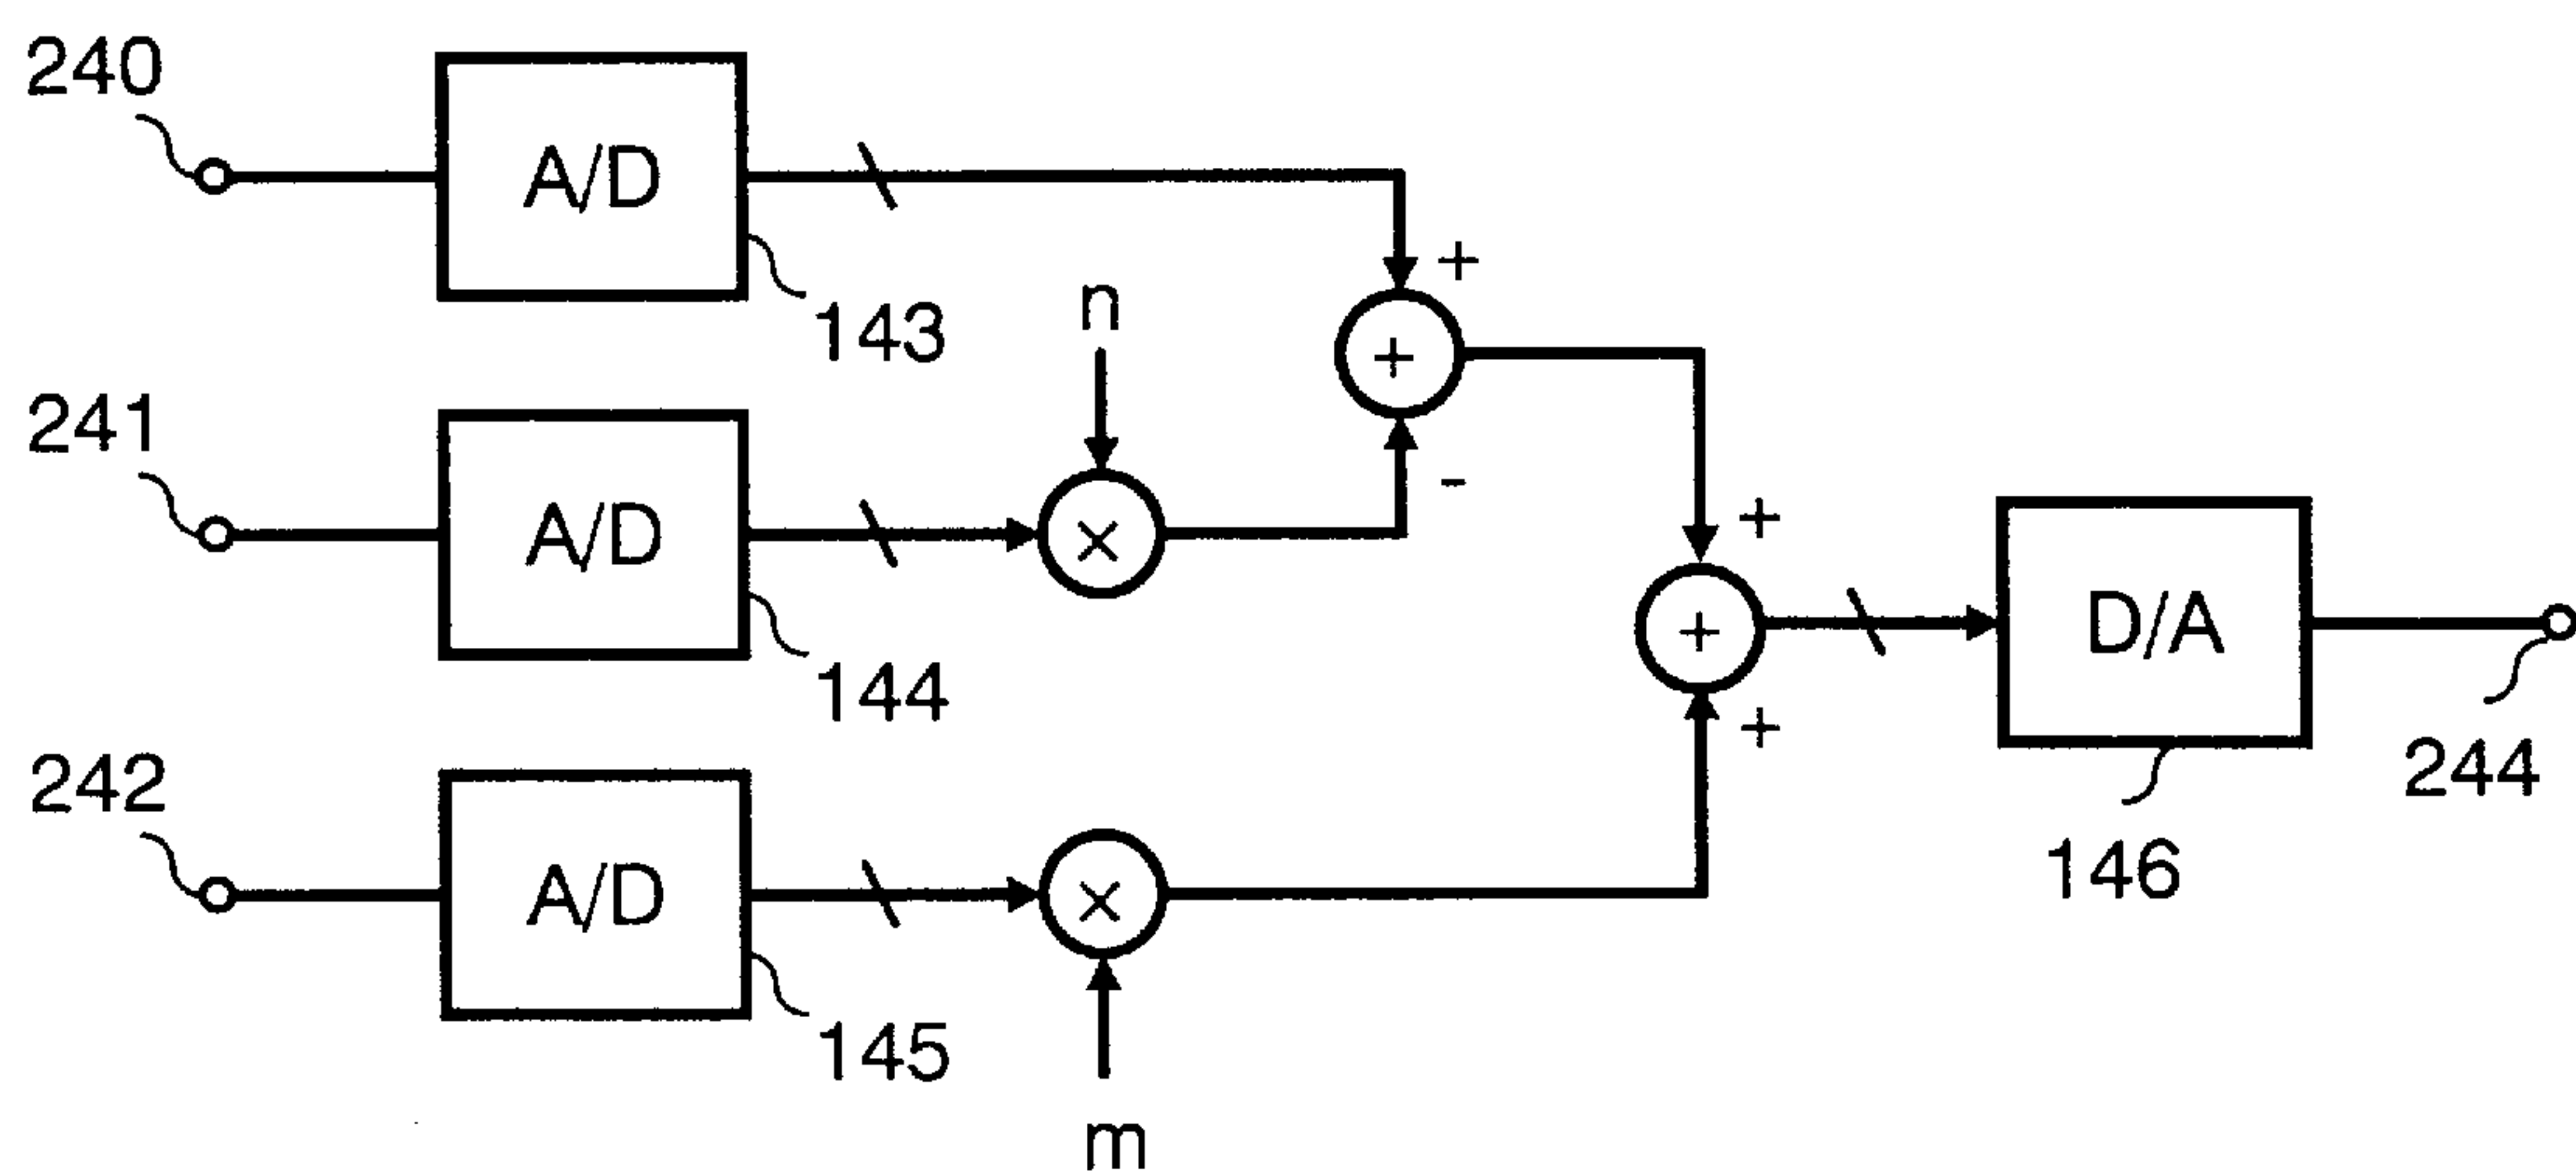 240
A/D
143
n
+
+
241
A/D
144
×
-
+
+
+
D/A
244
146
242
A/D
145
×
m